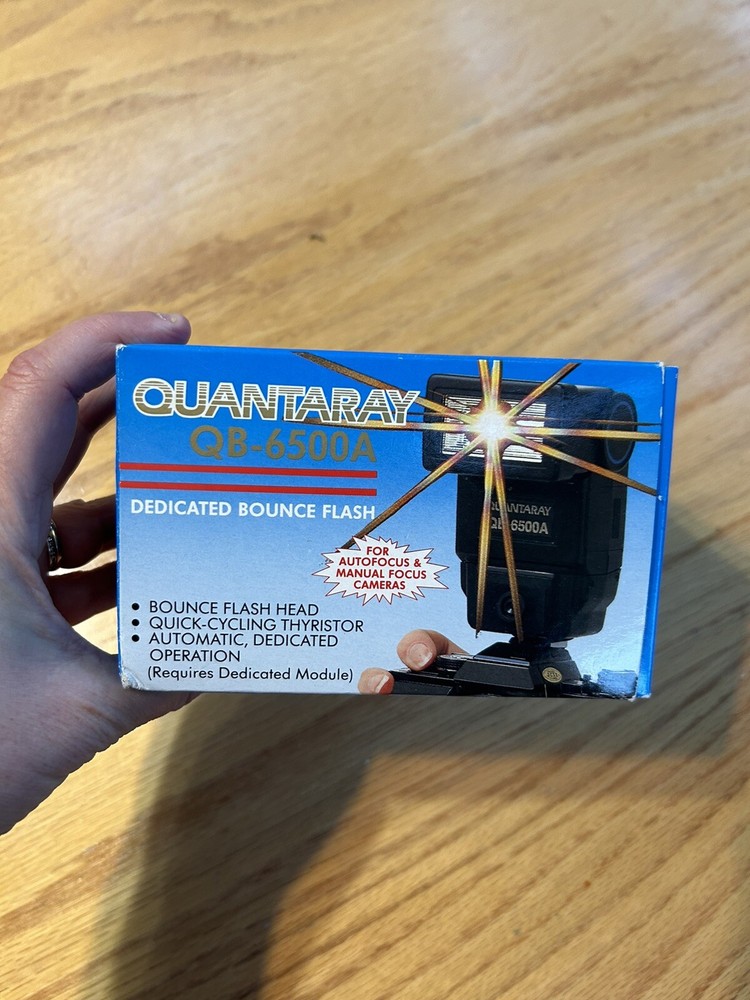 QUANTARAY
QB-6500A
DEDICATED BOUNCE FLASH
FOR
AUTOFOCUS &
MANUAL FOCUS
CAMERAS
• BOUNCE FLASH HEAD
• QUICK-CYCLING THYRISTOR
• AUTOMATIC, DEDICATED
OPERATION
(Requires Dedicated Module)
QUANTARAY
QB-6500A